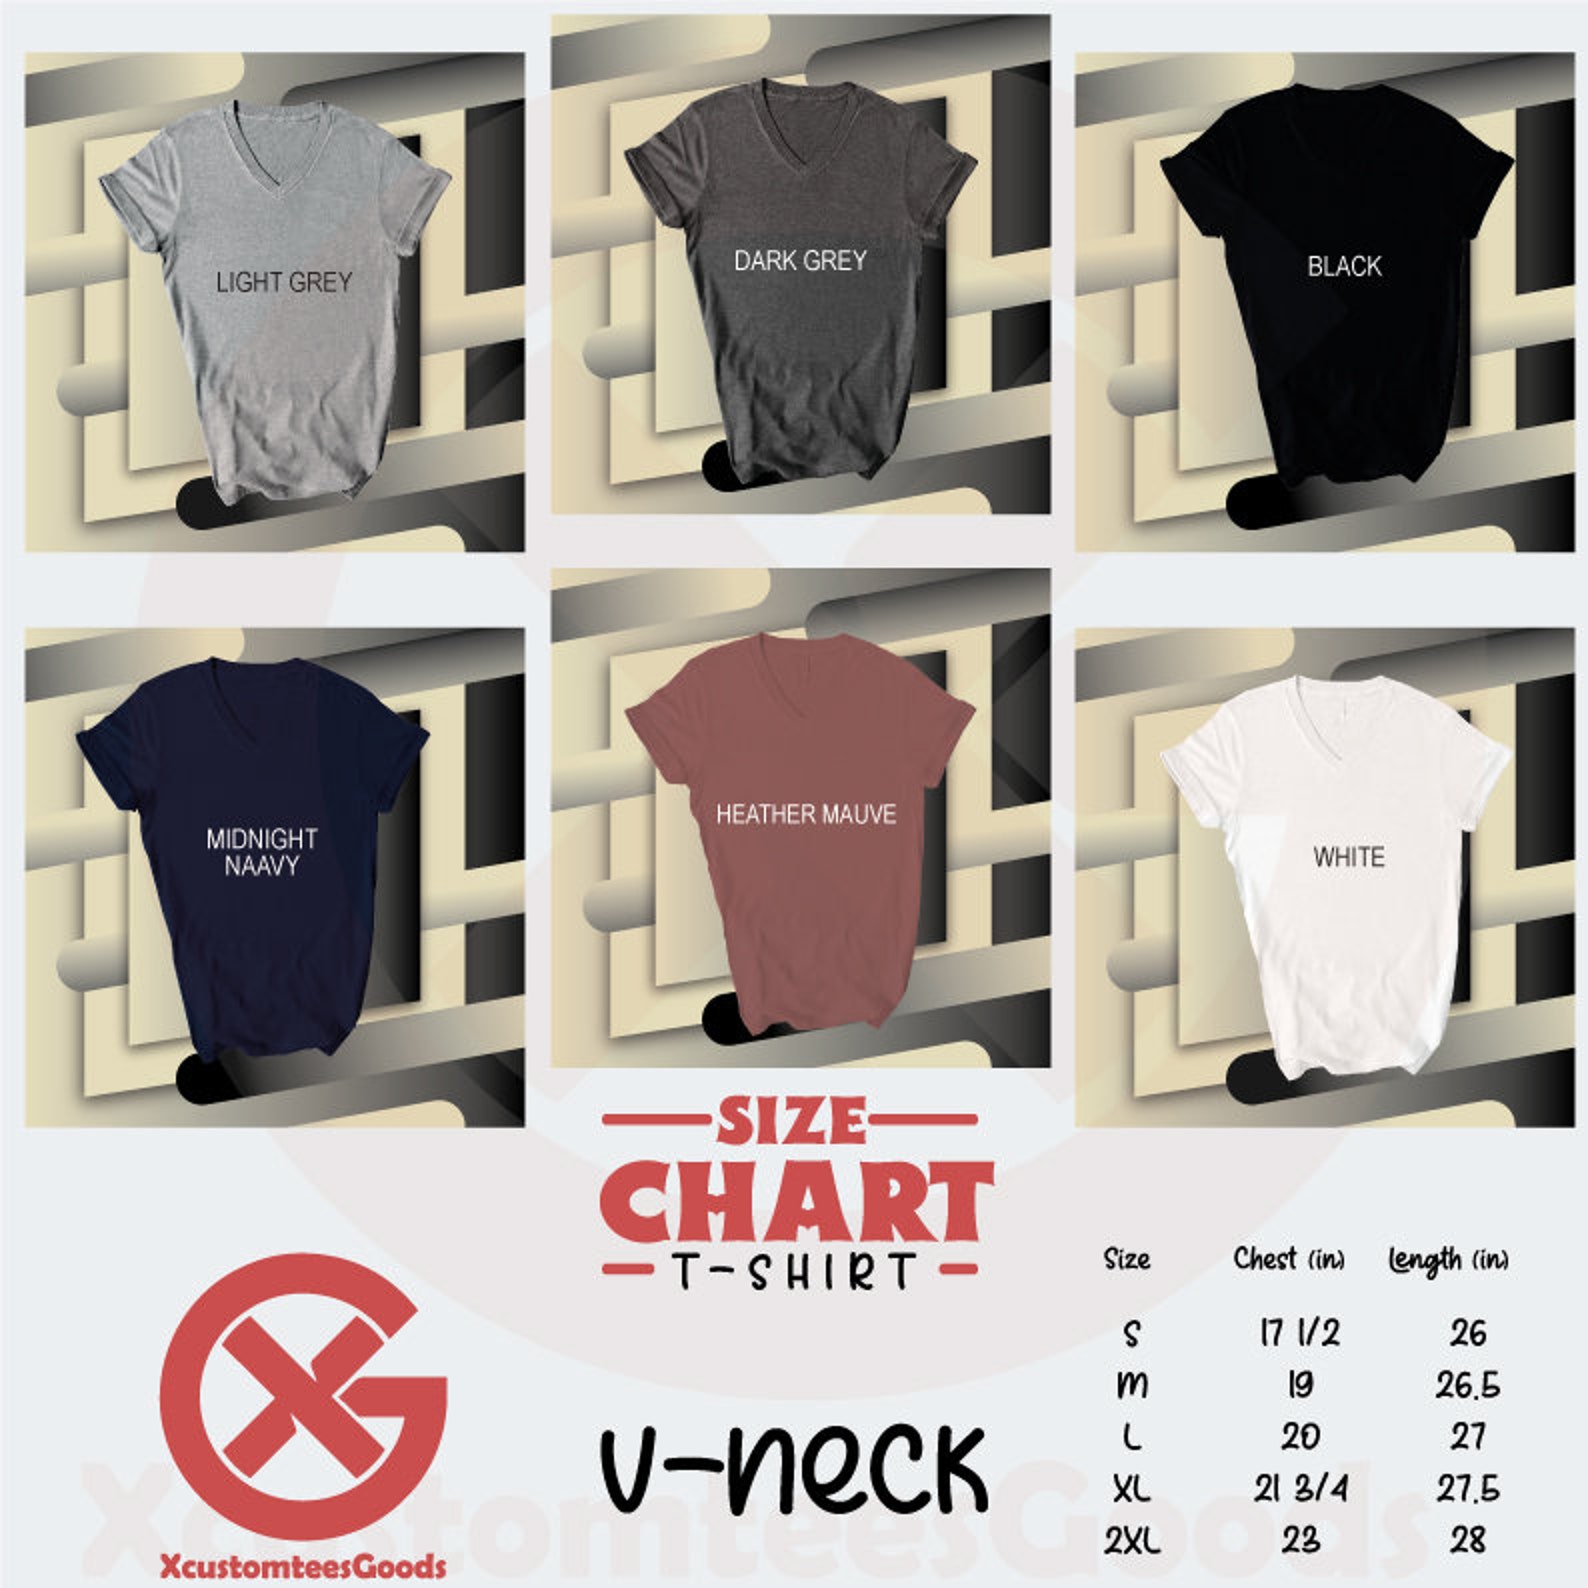 LIGHT GREY
DARK GREY
BLACK
MIDNIGHT
NAAVY
HEATHER MAUVE
WHITE
SIZE
CHART
T-SHIRT
V-neck
XcustomteesGoods
XcustomteesGoods
Size Chest (in) Length (in)
S 17 1/2 26
M 19 26.5
L 20 27
XL 21 3/4 27.5
2XL 23 28